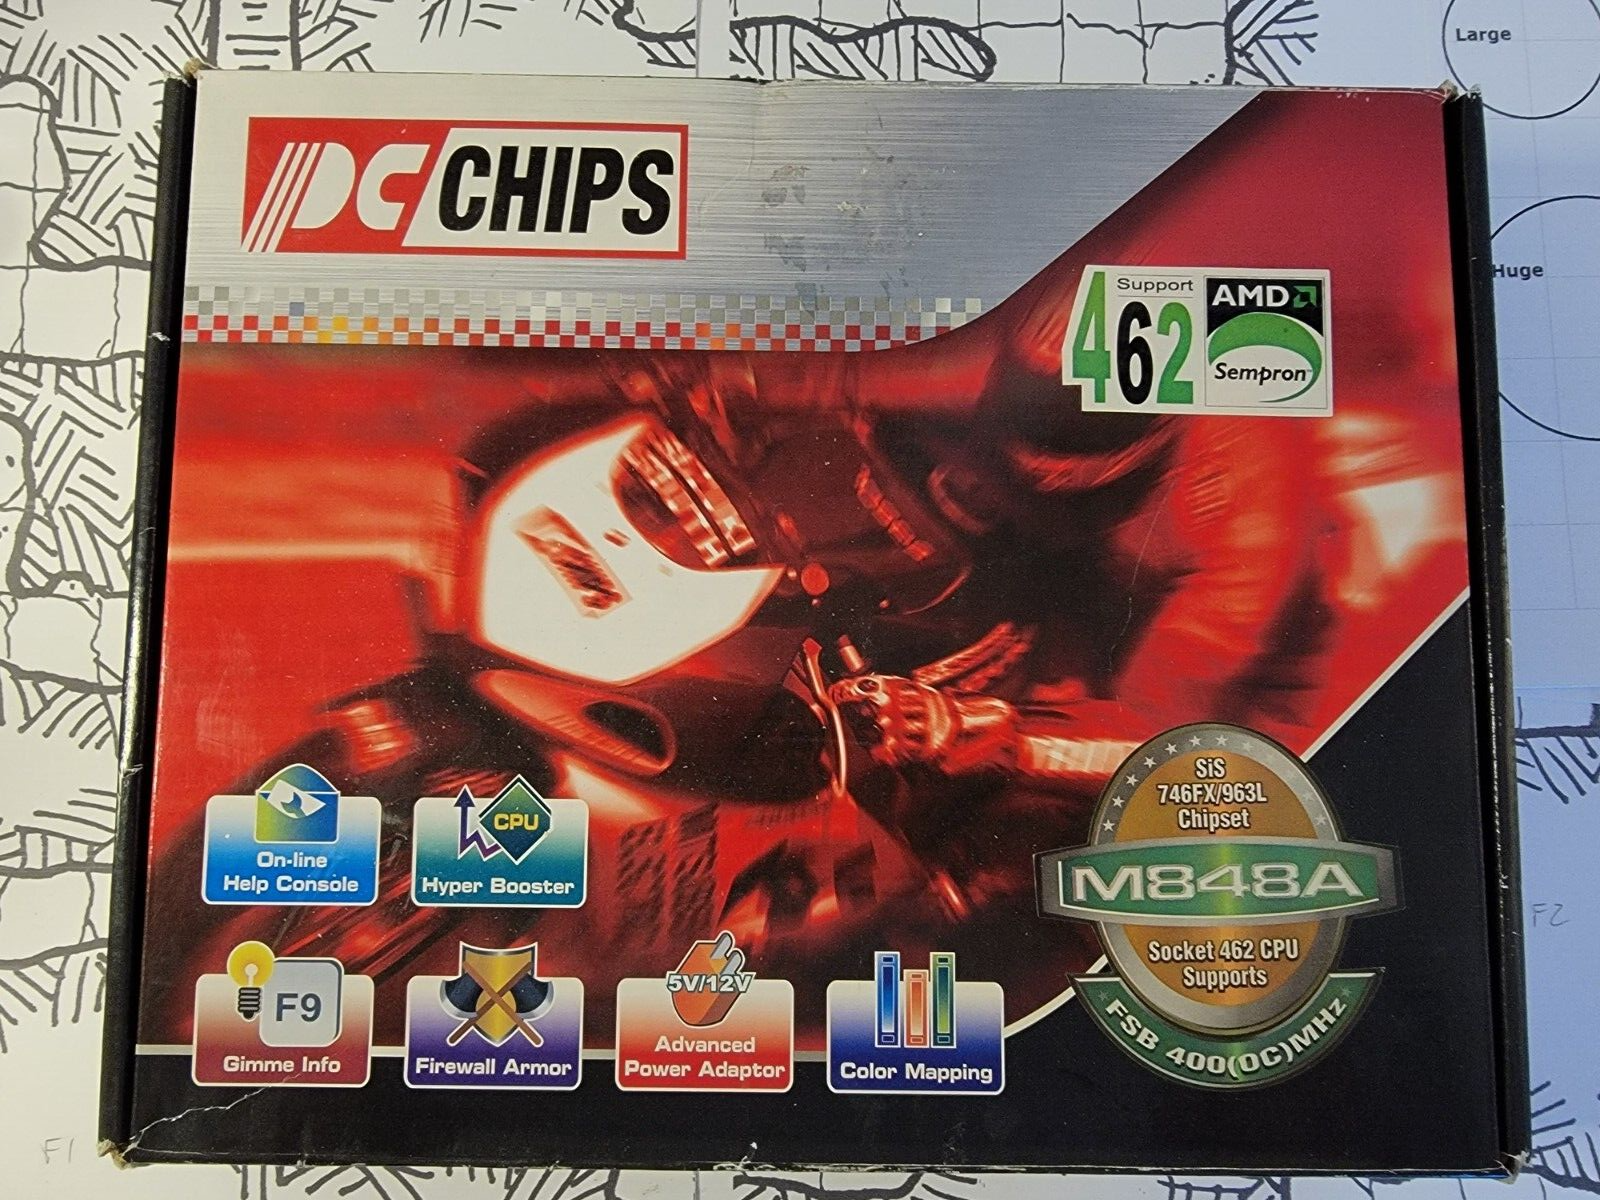 Large
Huge
PC CHIPS
Support
462
AMD
Sempron
CPU
On-line
Help Console
Hyper Booster
F9
Gimme Info
Firewall Armor
5V/12V
Advanced
Power Adaptor
Color Mapping
SiS
746FX/963L
Chipset
M848A
Socket 462 CPU
Supports
FSB 400(OC)MHz
F1
F2